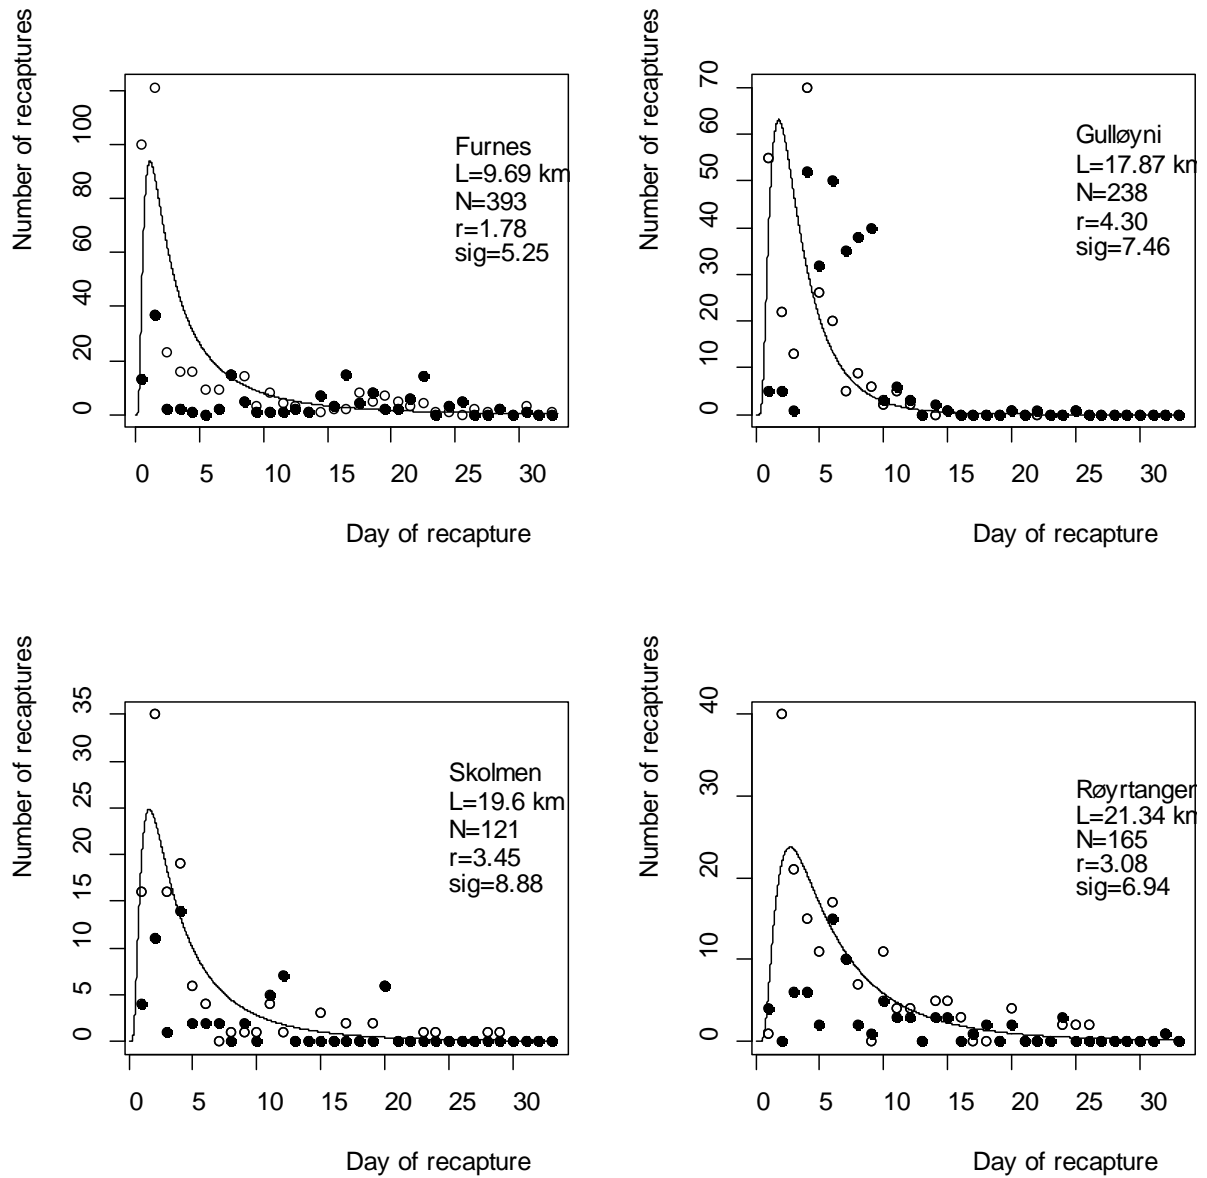 Number of recaptures
0 20 40 60 80 100
Furnes
L=9.69 km
N=393
r=1.78
sig=5.25
0 5 10 15 20 25 30
Day of recapture
Number of recaptures
0 10 20 30 40 50 60 70
Gulløyni
L=17.87 kn
N=238
r=4.30
sig=7.46
0 5 10 15 20 25 30
Day of recapture
Number of recaptures
0 5 10 15 20 25 30 35
Skolmen
L=19.6 km
N=121
r=3.45
sig=8.88
0 5 10 15 20 25 30
Day of recapture
Number of recaptures
0 10 20 30 40
Røyrtanger
L=21.34 kn
N=165
r=3.08
sig=6.94
0 5 10 15 20 25 30
Day of recapture